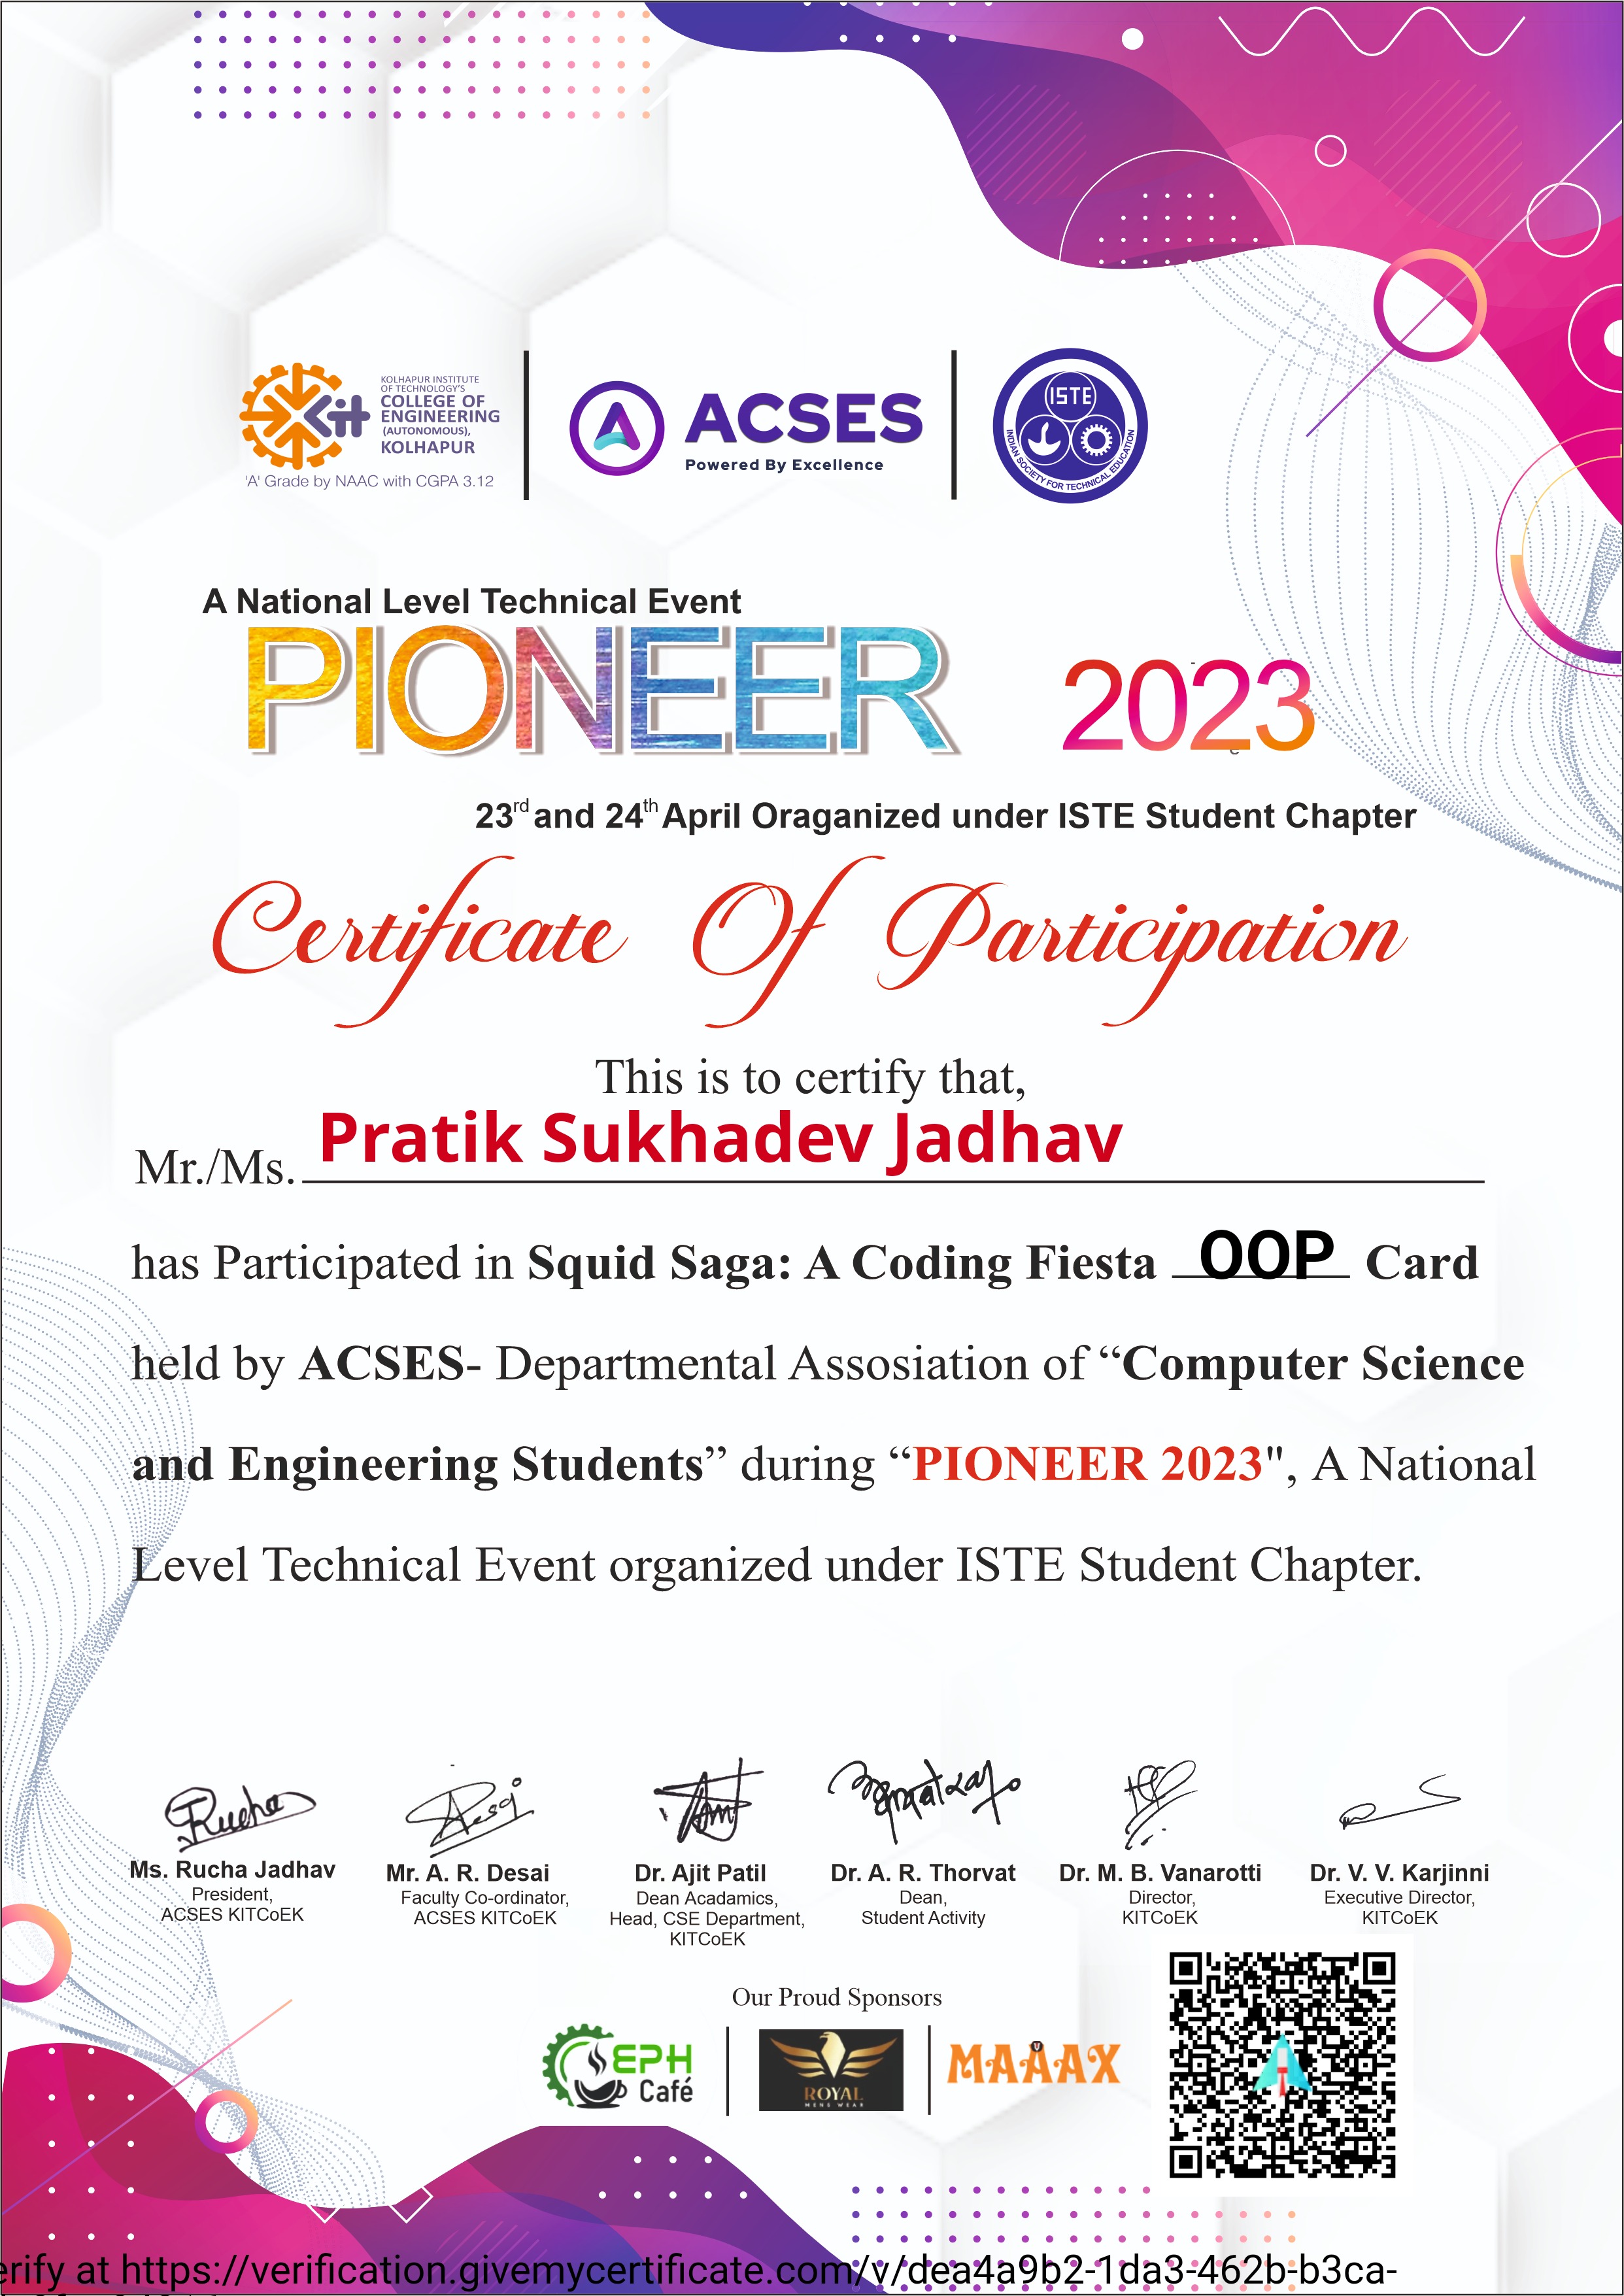 KOLHAPUR INSTITUTE
OF TECHNOLOGY'S
COLLEGE OF
ENGINEERING
(AUTONOMOUS),
KOLHAPUR
Kit
'A' Grade by NAAC with CGPA 3.12
ACSES
Powered By Excellence
ISTE
INDIAN SOCIETY FOR TECHNICAL EDUCATION
A National Level Technical Event
PIONEER 2023
23rd and 24th April Oraganized under ISTE Student Chapter
Certificate Of Participation
This is to certify that,
Mr./Ms. Pratik Sukhadev Jadhav
has Participated in Squid Saga: A Coding Fiesta OOP Card
held by ACSES- Departmental Assosiation of “Computer Science
and Engineering Students” during “PIONEER 2023", A National
Level Technical Event organized under ISTE Student Chapter.
Ms. Rucha Jadhav
President,
ACSES KITCoEK
Mr. A. R. Desai
Faculty Co-ordinator,
ACSES KITCoEK
Dr. Ajit Patil
Dean Acadamics,
Head, CSE Department,
KITCoEK
Dr. A. R. Thorvat
Dean,
Student Activity
Dr. M. B. Vanarotti
Director,
KITCoEK
Dr. V. V. Karjinni
Executive Director,
KITCoEK
Our Proud Sponsors
EPH
Café
ROYAL
MENS WEAR
MAAAX
erify at https://verification.givemycertificate.com/v/dea4a9b2-1da3-462b-b3ca-